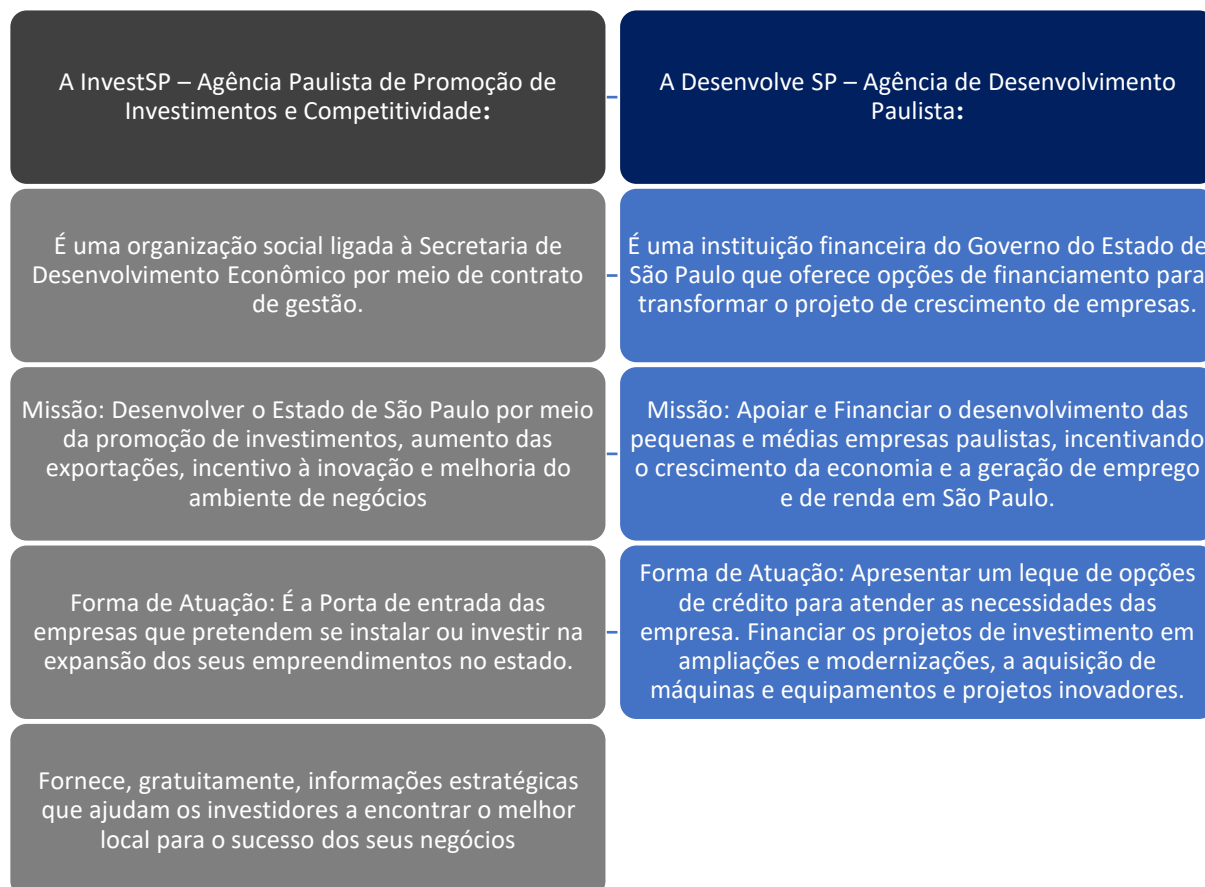 A InvestSP – Agência Paulista de Promoção de
Investimentos e Competitividade:
É uma organização social ligada à Secretaria de
Desenvolvimento Econômico por meio de contrato
de gestão.
Missão: Desenvolver o Estado de São Paulo por meio
da promoção de investimentos, aumento das
exportações, incentivo à inovação e melhoria do
ambiente de negócios
Forma de Atuação: É a Porta de entrada das
empresas que pretendem se instalar ou investir na
expansão dos seus empreendimentos no estado.
Fornece, gratuitamente, informações estratégicas
que ajudam os investidores a encontrar o melhor
local para o sucesso dos seus negócios
A Desenvolve SP – Agência de Desenvolvimento
Paulista:
É uma instituição financeira do Governo do Estado de
São Paulo que oferece opções de financiamento para
transformar o projeto de crescimento de empresas.
Missão: Apoiar e Financiar o desenvolvimento das
pequenas e médias empresas paulistas, incentivando
o crescimento da economia e a geração de emprego
e de renda em São Paulo.
Forma de Atuação: Apresentar um leque de opções
de crédito para atender as necessidades das
empresa. Financiar os projetos de investimento em
ampliações e modernizações, a aquisição de
máquinas e equipamentos e projetos inovadores.